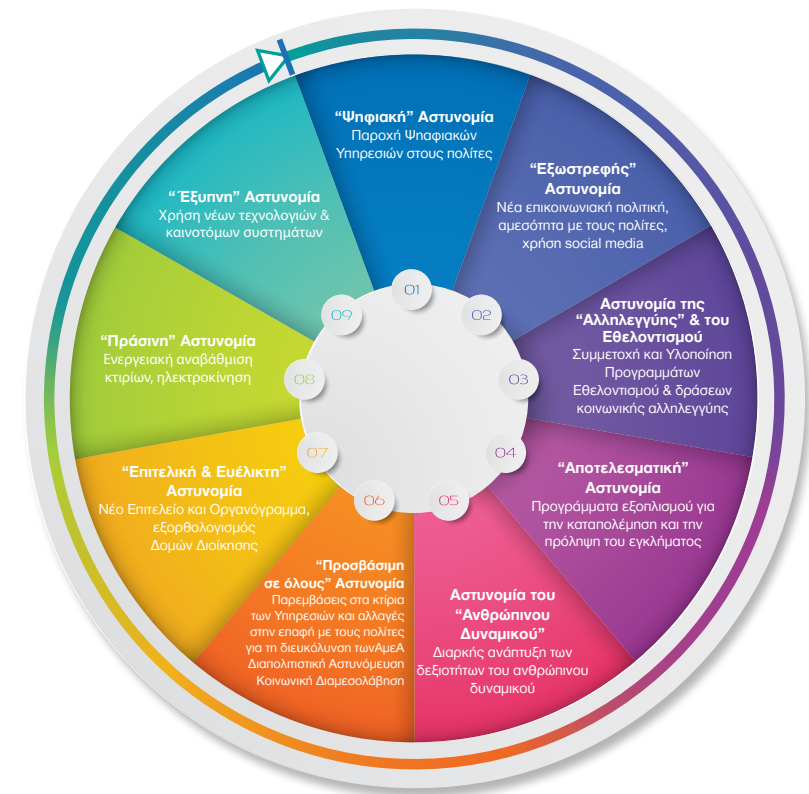 “Ψηφιακή” Αστυνομία
Παροχή Ψηαφιακών
Υπηρεσιών στους πολίτες
“Εξωστρεφής”
Αστυνομία
Νέα επικοινωνιακή πολιτική,
αμεσότητα με τους πολίτες,
χρήση social media
Αστυνομία της
“Αλληλεγγύης” & του
Εθελοντισμού
Συμμετοχή και Υλοποίηση
Προγραμμάτων
Εθελοντισμού & δράσεων
κοινωνικής αλληλεγγύης
“Αποτελεσματική”
Αστυνομία
Προγράμματα εξοπλισμού για
την καταπολέμηση και την
πρόληψη του εγκλήματος
Αστυνομία του
“Ανθρώπινου
Δυναμικού”
Διαρκής ανάπτυξη των
δεξιοτήτων του ανθρώπινου
δυναμικού
“Προσβάσιμη
σε όλους” Αστυνομία
Παρεμβάσεις στα κτίρια
των Υπηρεσιών και αλλαγές
στην επαφή με τους πολίτες
για τη διευκόλυνση τωνΑμεΑ
Διαπολιτιστική Αστυνόμευση
Κοινωνική Διαμεσολάβηση
“Επιτελική & Ευέλικτη”
Αστυνομία
Νέο Επιτελείο και Οργανόγραμμα,
εξορθολογισμός
Δομών Διοίκησης
“Πράσινη” Αστυνομία
Ενεργειακή αναβάθμιση
κτιρίων, ηλεκτροκίνηση
“Έξυπνη” Αστυνομία
Χρήση νέων τεχνολογιών &
καινοτόμων συστημάτων
01
02
03
04
05
06
07
08
09